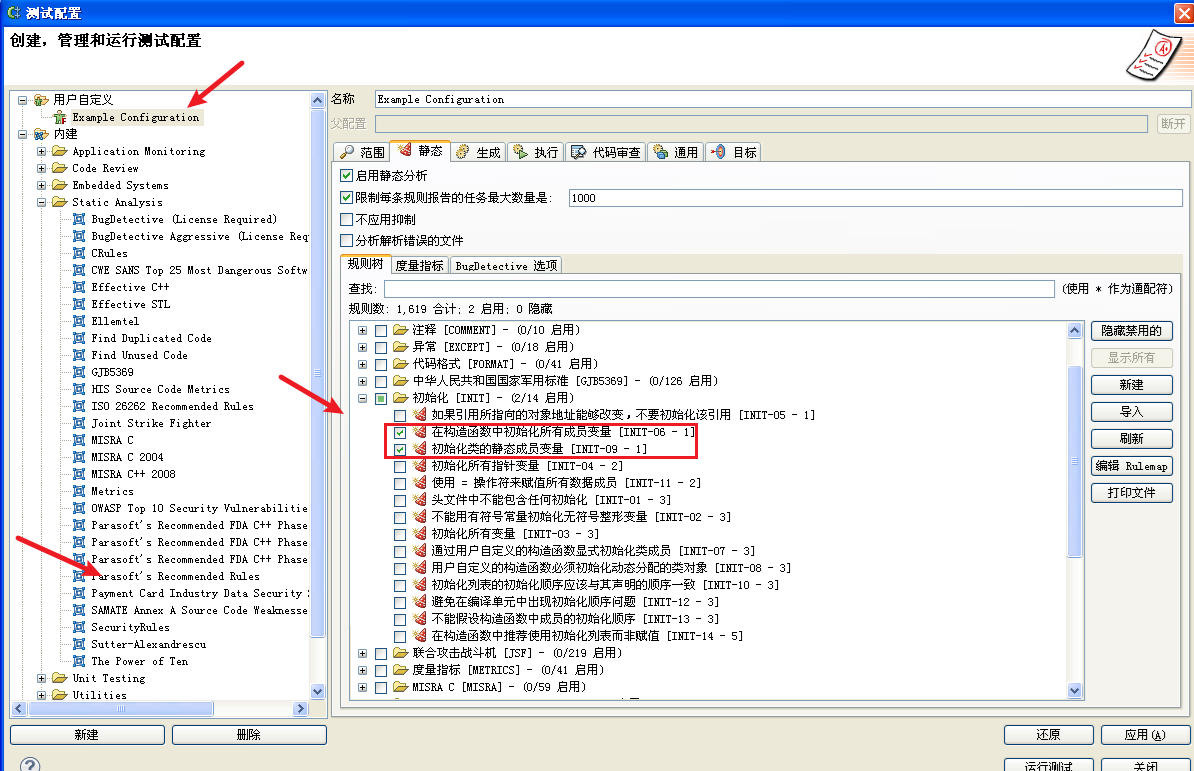 测试配置
创建，管理和运行测试配置
用户自定义
Example Configuration
内建
Application Monitoring
Code Review
Embedded Systems
Static Analysis
BugDetective (License Required)
BugDetective Aggressive (License Req
CRules
CWE SANS Top 25 Most Dangerous Softw
Effective C++
Effective STL
Ellemtel
Find Duplicated Code
Find Unused Code
GJB5369
HIS Source Code Metrics
ISO 26262 Recommended Rules
Joint Strike Fighter
MISRA C
MISRA C 2004
MISRA C++ 2008
Metrics
OWASP Top 10 Security Vulnerabilitie
Parasoft's Recommended FDA C++ Phase
Parasoft's Recommended FDA C++ Phase
Parasoft's Recommended FDA C++ Phase
Parasoft's Recommended Rules
Payment Card Industry Data Security
SAMATE Annex A Source Code Weaknesse
SecurityRules
Sutter-Alexandrescu
The Power of Ten
Unit Testing
Utilities
新建 删除
名称 Example Configuration
父配置 断开
范围 静态 生成 执行 代码审查 通用 目标
启用静态分析
限制每条规则报告的任务最大数量是: 1000
不应用抑制
分析解析错误的文件
规则树 度量指标 BugDetective 选项
查找: (使用 * 作为通配符)
规则数: 1,619 合计; 2 启用; 0 隐藏
注释 [COMMENT] - (0/10 启用)
异常 [EXCEPT] - (0/18 启用)
代码格式 [FORMAT] - (0/41 启用)
中华人民共和国国家军用标准 [GJB5369] - (0/126 启用)
初始化 [INIT] - (2/14 启用)
如果引用所指向的对象地址能够改变,不要初始化该引用 [INIT-05 - 1]
在构造函数中初始化所有成员变量 [INIT-06 - 1]
初始化类的静态成员变量 [INIT-09 - 1]
初始化所有指针变量 [INIT-04 - 2]
使用 = 操作符来赋值所有数据成员 [INIT-11 - 2]
头文件中不能包含任何初始化 [INIT-01 - 3]
不能用有符号常量初始化无符号整形变量 [INIT-02 - 3]
初始化所有变量 [INIT-03 - 3]
通过用户自定义的构造函数显式初始化类成员 [INIT-07 - 3]
用户自定义的构造函数必须初始化动态分配的类对象 [INIT-08 - 3]
初始化列表的初始化顺序应该与其声明的顺序一致 [INIT-10 - 3]
避免在编译单元中出现初始化顺序问题 [INIT-12 - 3]
不能假设构造函数中成员的初始化顺序 [INIT-13 - 3]
在构造函数中推荐使用初始化列表而非赋值 [INIT-14 - 5]
联合攻击战斗机 [JSF] - (0/219 启用)
度量指标 [METRICS] - (0/41 启用)
MISRA C [MISRA] - (0/59 启用)
隐藏禁用的
显示所有
新建
导入
刷新
编辑 Rulemap
打印文件
还原 应用(A)
运行测试 关闭